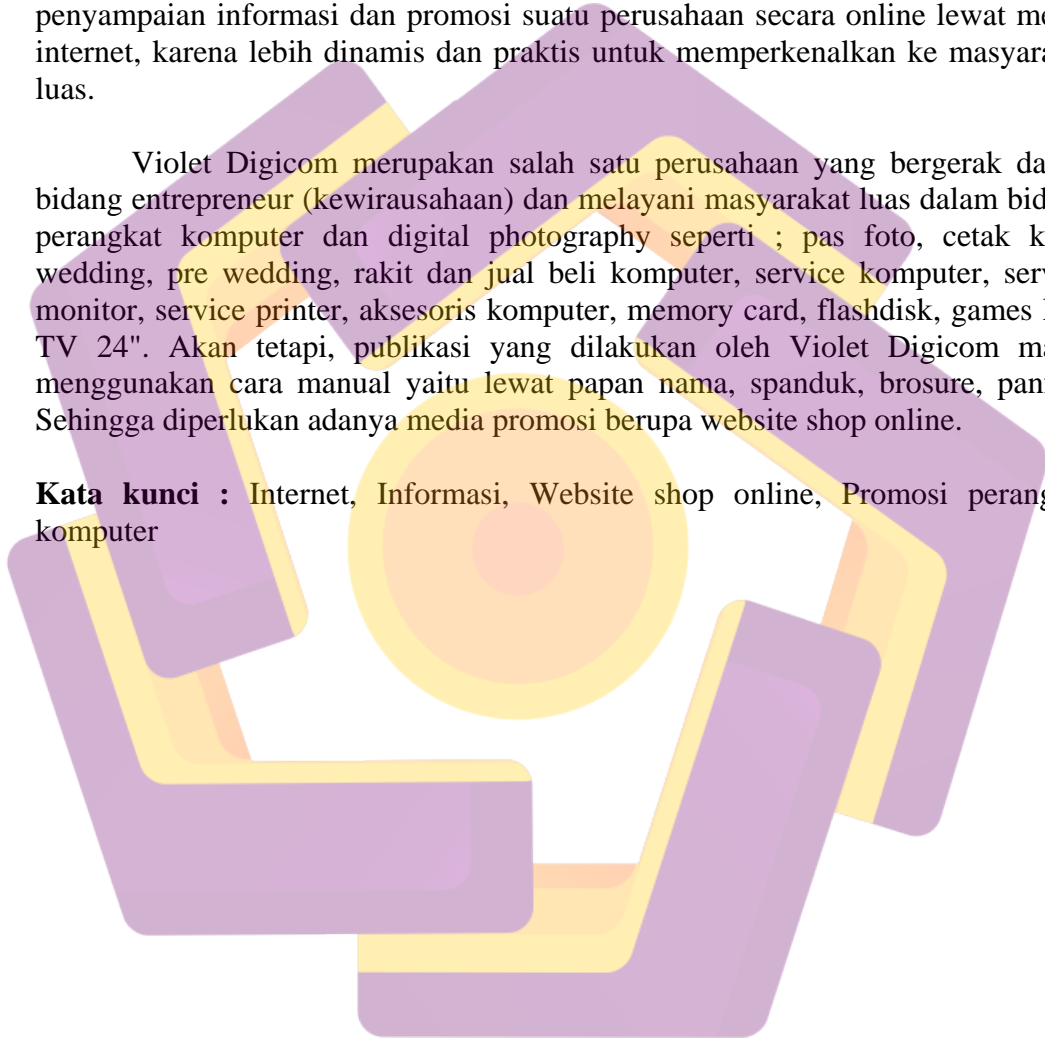 penyampaian informasi dan promosi suatu perusahaan secara online lewat me
internet, karena lebih dinamis dan praktis untuk memperkenalkan ke masyara
luas.
Violet Digicom merupakan salah satu perusahaan yang bergerak da
bidang entrepreneur (kewirausahaan) dan melayani masyarakat luas dalam bid
perangkat komputer dan digital photography seperti ; pas foto, cetak k
wedding, pre wedding, rakit dan jual beli komputer, service komputer, serv
monitor, service printer, aksesoris komputer, memory card, flashdisk, games
TV 24". Akan tetapi, publikasi yang dilakukan oleh Violet Digicom ma
menggunakan cara manual yaitu lewat papan nama, spanduk, brosure, pan
Sehingga diperlukan adanya media promosi berupa website shop online.
Kata kunci : Internet, Informasi, Website shop online, Promosi perang
komputer